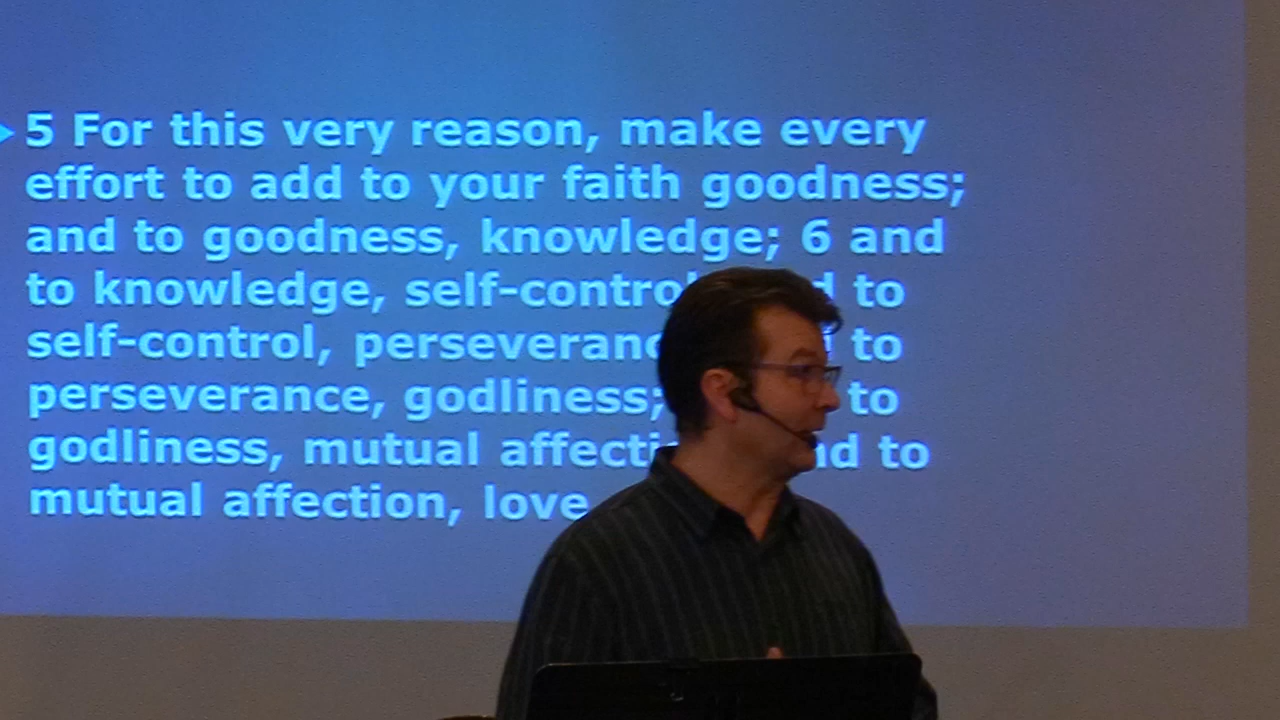 5 For this very reason, make every
effort to add to your faith goodness;
and to goodness, knowledge; 6 and
to knowledge, self-control to
self-control, perseveranc to
perseverance, godliness; to
godliness, mutual affecti nd to
mutual affection, love